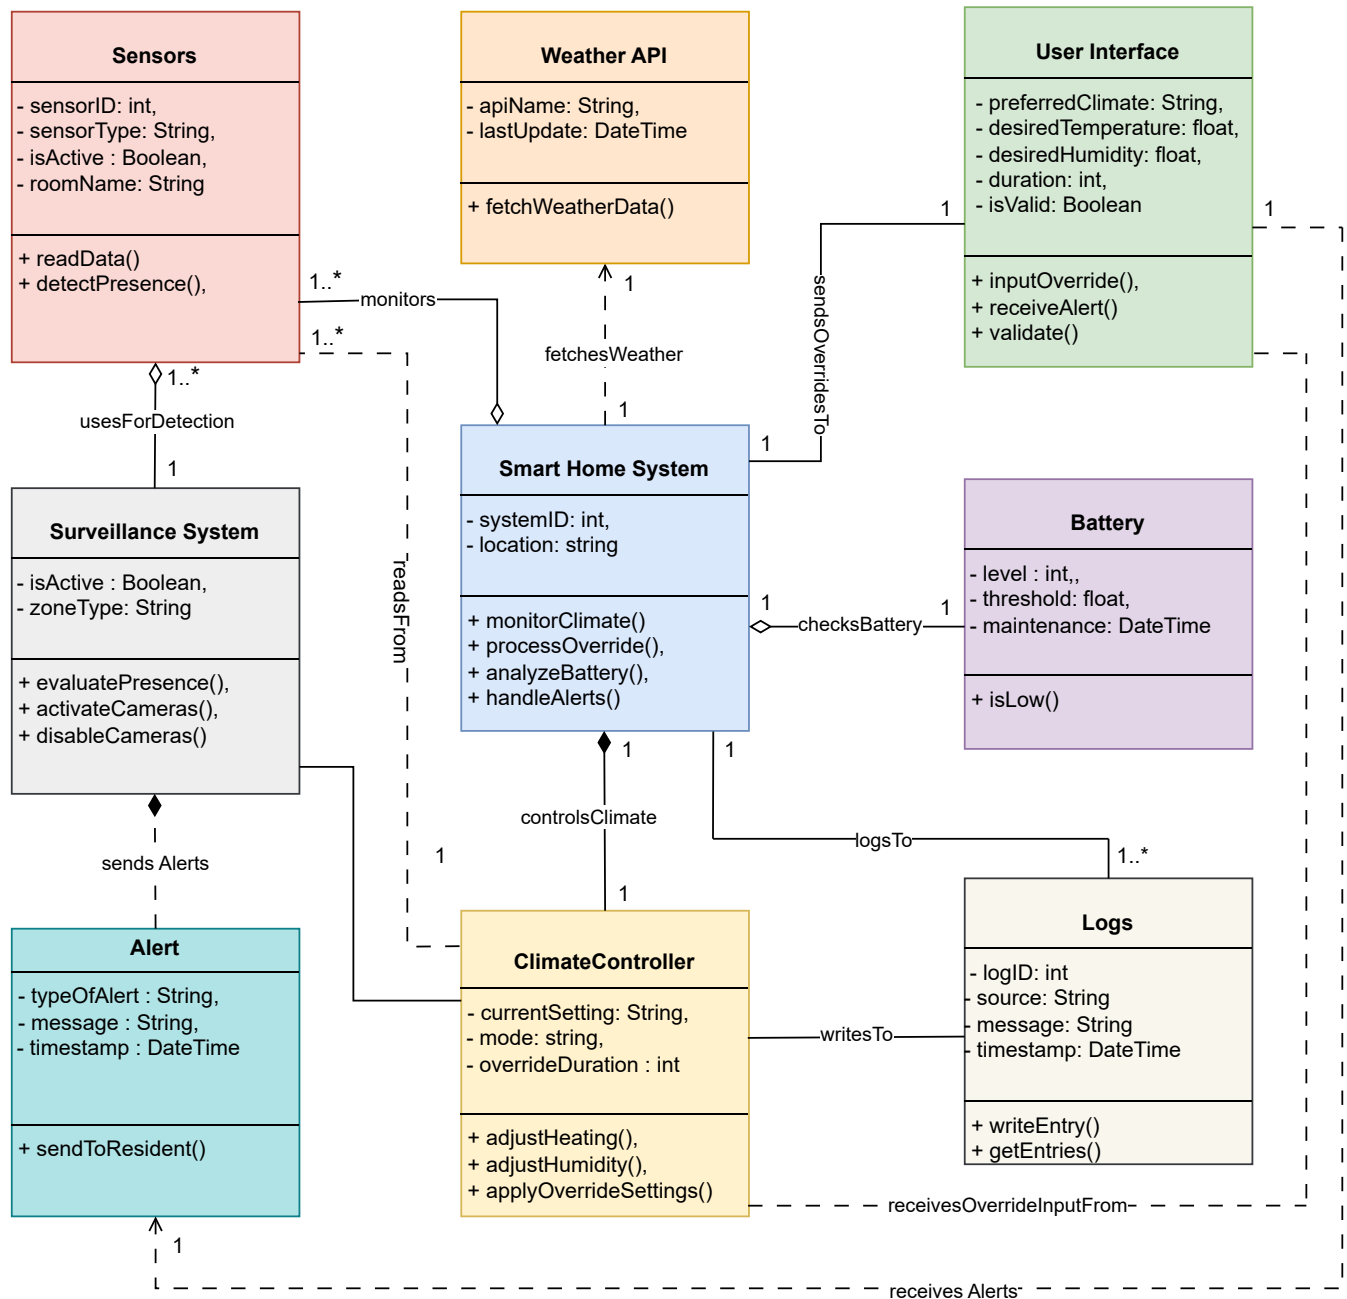 Sensors
- sensorID: int,
- sensorType: String,
- isActive : Boolean,
- roomName: String
+ readData()
+ detectPresence(),
Weather API
- apiName: String,
- lastUpdate: DateTime
+ fetchWeatherData()
User Interface
- preferredClimate: String,
- desiredTemperature: float,
- desiredHumidity: float,
- duration: int,
- isValid: Boolean
+ inputOverride(),
+ receiveAlert()
+ validate()
1
1
1..*
monitors
1..*
1
fetchesWeather
1
sendsOverridesTo
1
1..*
usesForDetection
1
Surveillance System
- isActive : Boolean,
- zoneType: String
+ evaluatePresence(),
+ activateCameras(),
+ disableCameras()
readsFrom
1
Smart Home System
- systemID: int,
- location: string
+ monitorClimate()
+ processOverride(),
+ analyzeBattery(),
+ handleAlerts()
1
checksBattery
1
Battery
- level : int,,
- threshold: float,
- maintenance: DateTime
+ isLow()
1
controlsClimate
1
1
logsTo
1..*
sends Alerts
Alert
- typeOfAlert : String,
- message : String,
- timestamp : DateTime
+ sendToResident()
ClimateController
- currentSetting: String,
- mode: string,
- overrideDuration : int
+ adjustHeating(),
+ adjustHumidity(),
+ applyOverrideSettings()
writesTo
Logs
- logID: int
- source: String
- message: String
- timestamp: DateTime
+ writeEntry()
+ getEntries()
receivesOverrideInputFrom
1
receives Alerts